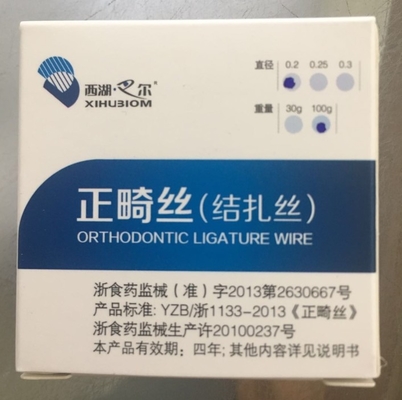 西湖·巴尔®
XIHUBIOM
直径 0.2 0.25 0.3
重量 30g 100g
正畸丝(结扎丝)
ORTHODONTIC LIGATURE WIRE
浙食药监械(准)字2013第2630667号
产品标准: YZB/浙1133-2013《正畸丝》
浙食药监械生产许20100237号
本产品有效期: 四年; 其他内容详见说明书